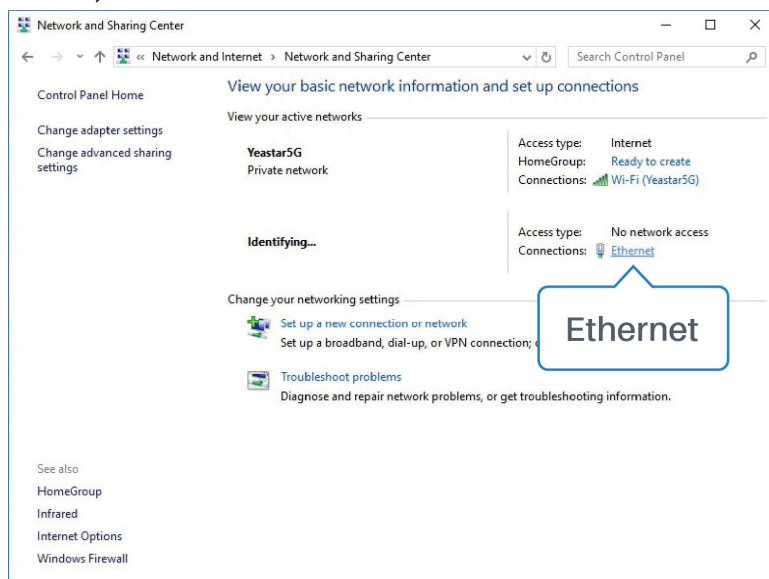 Network and Sharing Center
« Network and Internet › Network and Sharing Center
Search Control Panel
Control Panel Home
Change adapter settings
Change advanced sharing
settings
View your basic network information and set up connections
View your active networks
Yeastar5G
Private network
Access type: Internet
HomeGroup: Ready to create
Connections: Wi-Fi (Yeastar5G)
Identifying...
Access type: No network access
Connections: Ethernet
Ethernet
Change your networking settings
Set up a new connection or network
Set up a broadband, dial-up, or VPN connection;
Troubleshoot problems
Diagnose and repair network problems, or get troubleshooting information.
See also
HomeGroup
Infrared
Internet Options
Windows Firewall